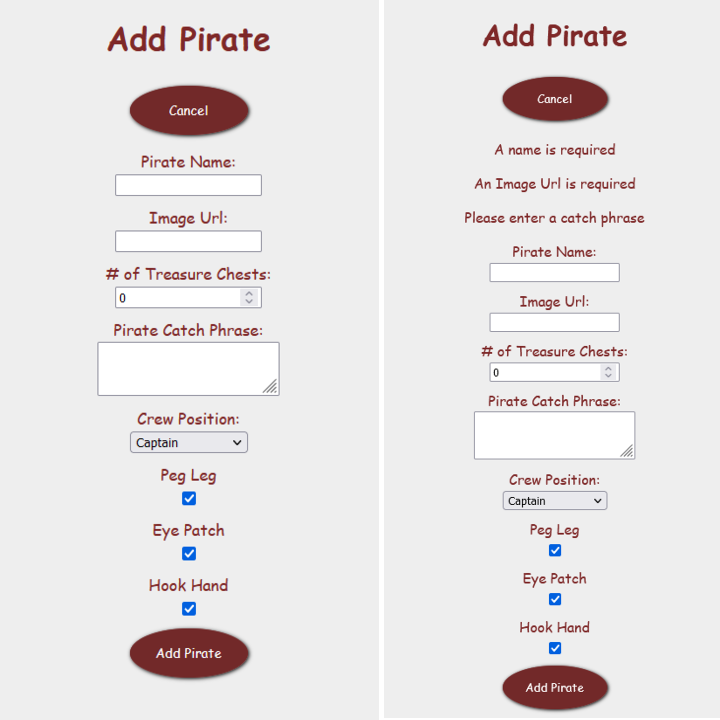 Add Pirate
Cancel
Pirate Name:
Image Url:
# of Treasure Chests:
0
Pirate Catch Phrase:
Crew Position:
Captain
Peg Leg
Eye Patch
Hook Hand
Add Pirate
Add Pirate
Cancel
A name is required
An Image Url is required
Please enter a catch phrase
Pirate Name:
Image Url:
# of Treasure Chests:
0
Pirate Catch Phrase:
Crew Position:
Captain
Peg Leg
Eye Patch
Hook Hand
Add Pirate